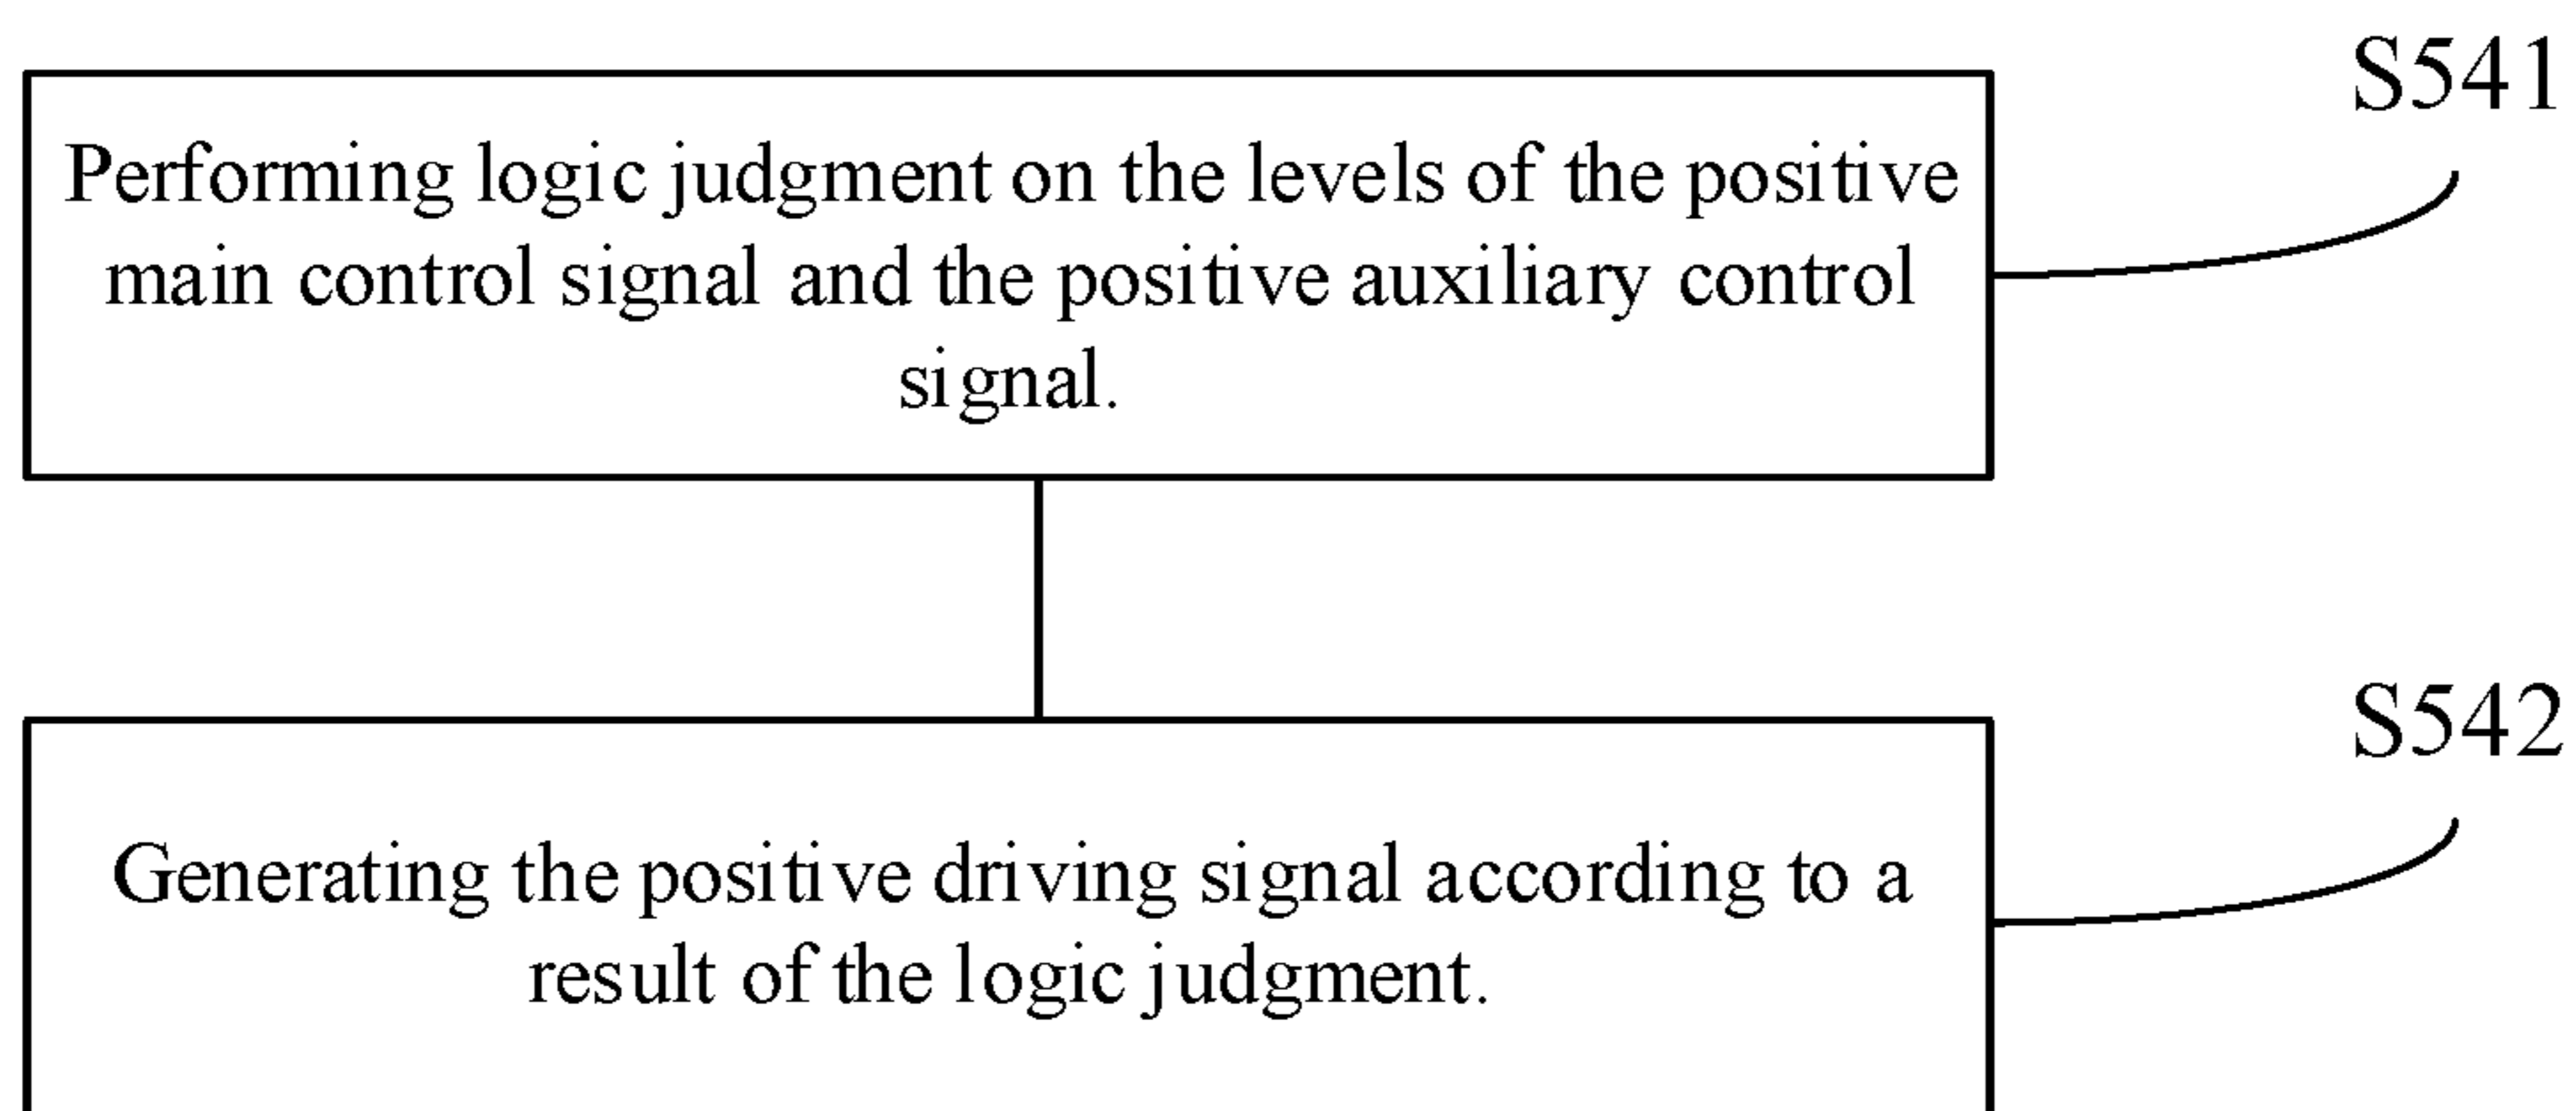 S541
Performing logic judgment on the levels of the positive
main control signal and the positive auxiliary control
signal.
S542
Generating the positive driving signal according to a
result of the logic judgment.